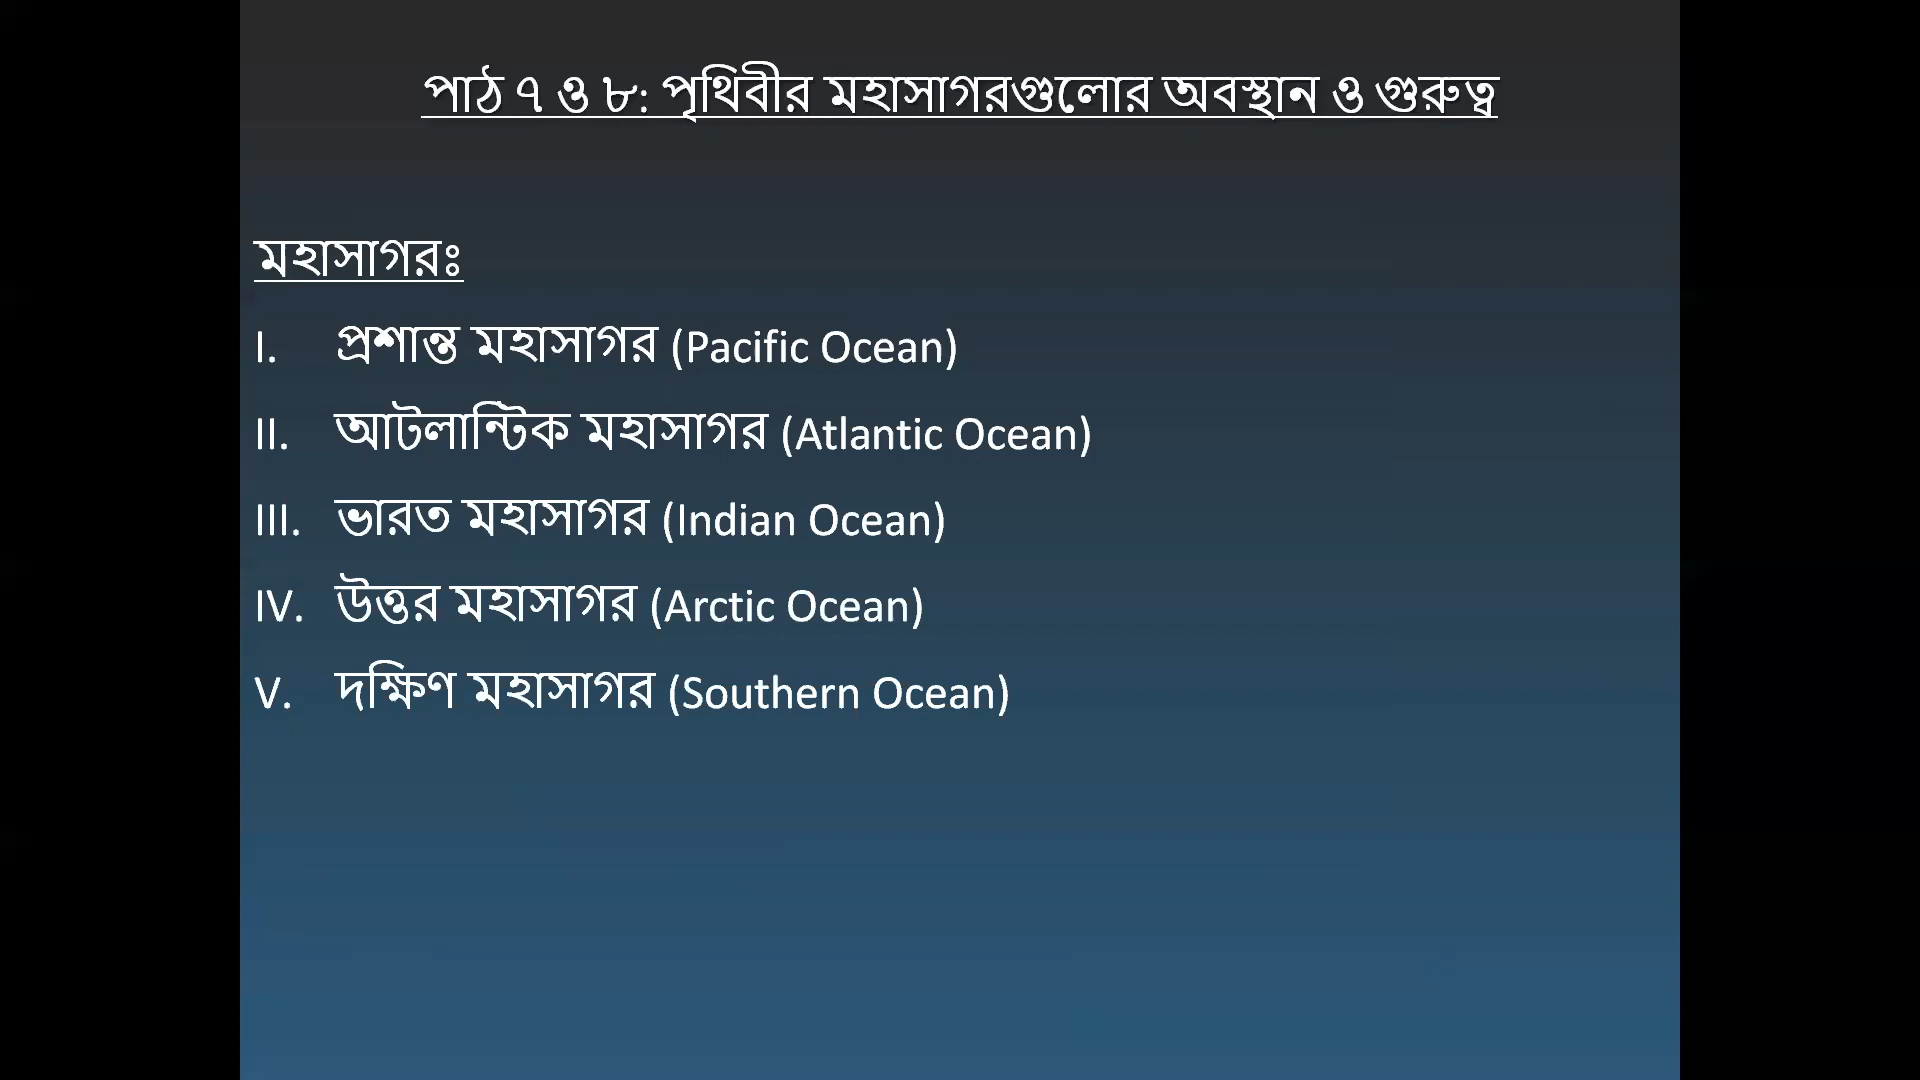 পাঠ ৭ ও ৮: পৃথিবীর মহাসাগরগুলোর অবস্থান ও গুরুত্ব
মহাসাগরঃ
I. প্রশান্ত মহাসাগর (Pacific Ocean)
II. আটলান্টিক মহাসাগর (Atlantic Ocean)
III. ভারত মহাসাগর (Indian Ocean)
IV. উত্তর মহাসাগর (Arctic Ocean)
V. দক্ষিণ মহাসাগর (Southern Ocean)